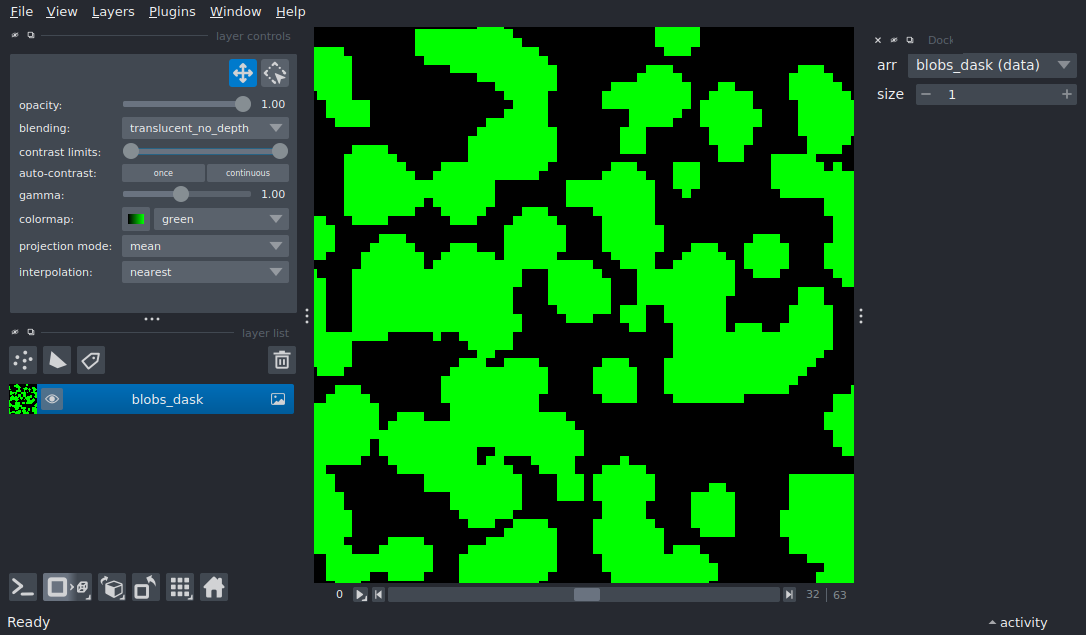 File View Layers Plugins Window Help
layer controls
opacity: 1.00
blending: translucent_no_depth
contrast limits:
auto-contrast: once continuous
gamma: 1.00
colormap: green
projection mode: mean
interpolation: nearest
layer list
blobs_dask
0 32 63
Ready
activity
Dock
arr blobs_dask (data)
size 1